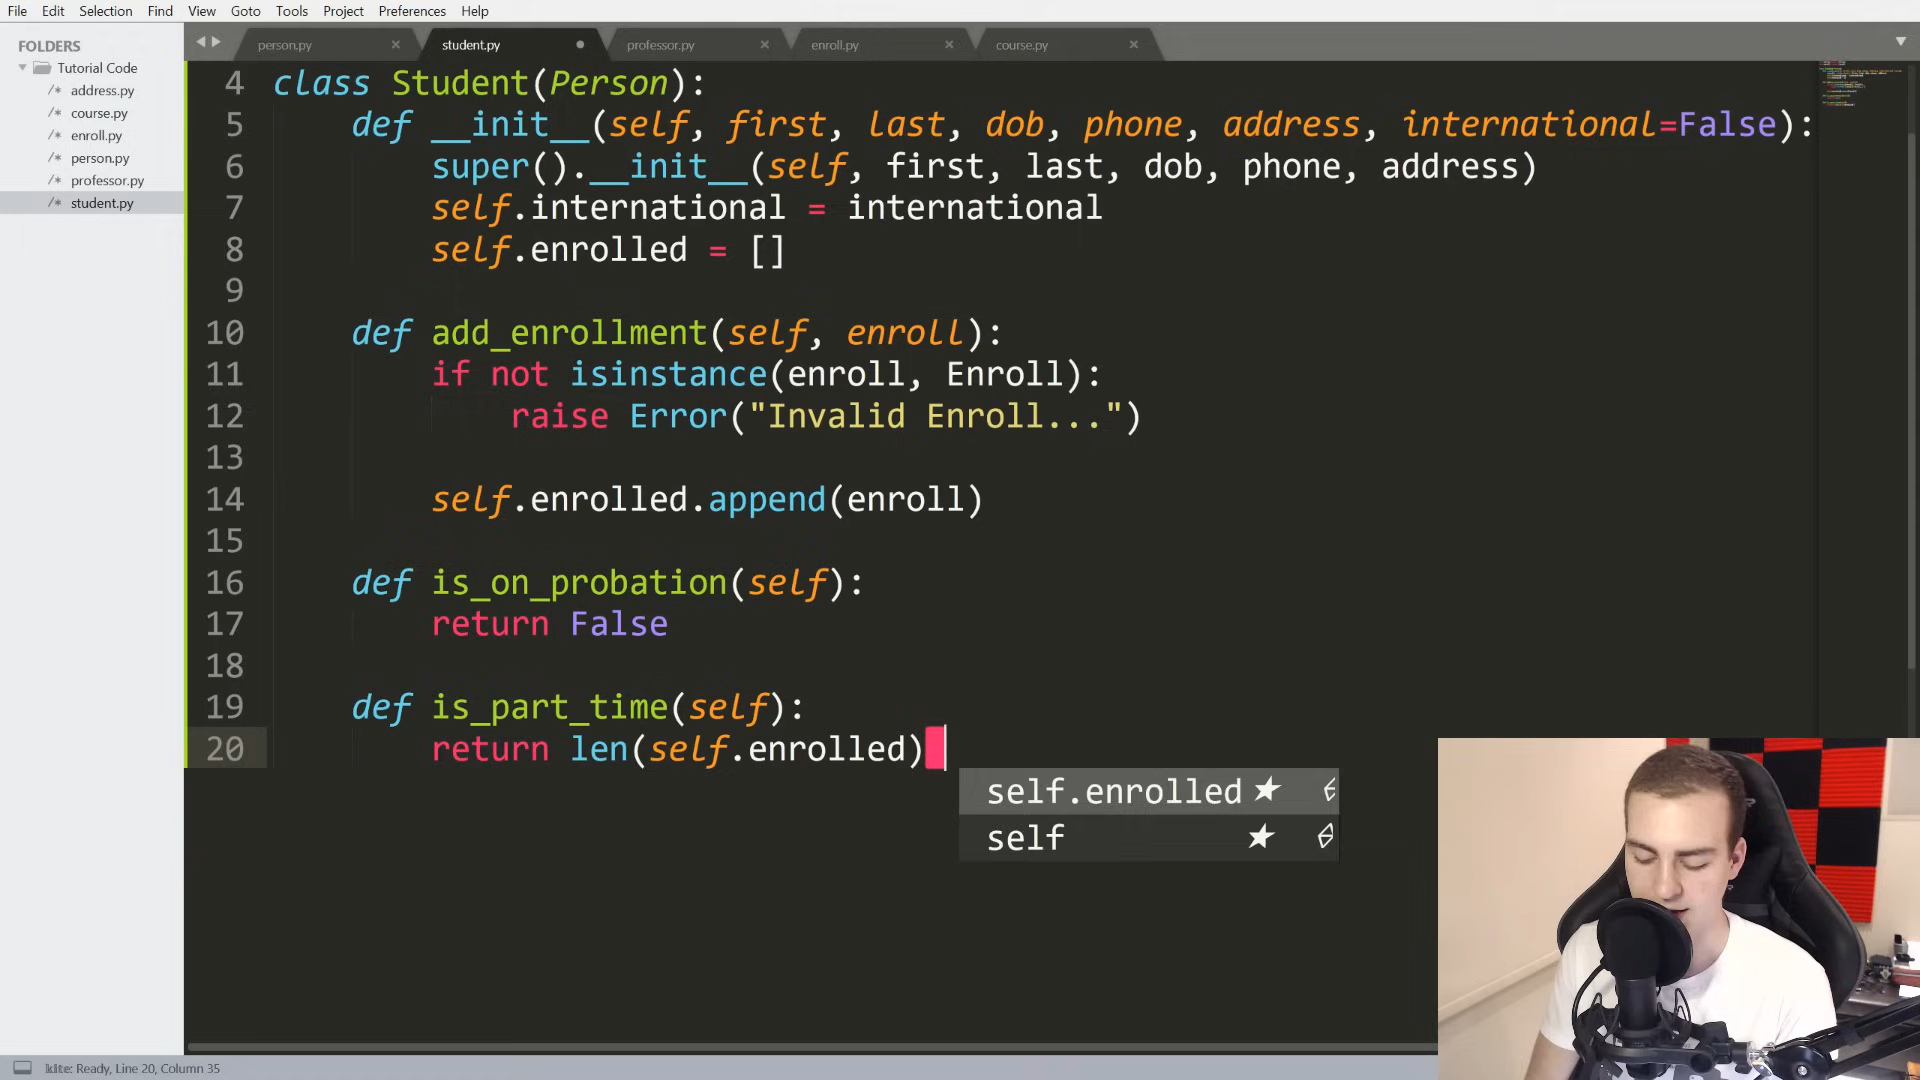 File Edit Selection Find View Goto Tools Project Preferences Help
FOLDERS
Tutorial Code
/* address.py
/* course.py
/* enroll.py
/* person.py
/* professor.py
/* student.py
person.py × student.py professor.py × enroll.py × course.py ×
4 class Student(Person):
5 def __init__(self, first, last, dob, phone, address, international=False):
6 super().__init__(self, first, last, dob, phone, address)
7 self.international = international
8 self.enrolled = []
9
10 def add_enrollment(self, enroll):
11 if not isinstance(enroll, Enroll):
12 raise Error("Invalid Enroll...")
13
14 self.enrolled.append(enroll)
15
16 def is_on_probation(self):
17 return False
18
19 def is_part_time(self):
20 return len(self.enrolled)
self.enrolled ★
self ★
kite: Ready, Line 20, Column 35